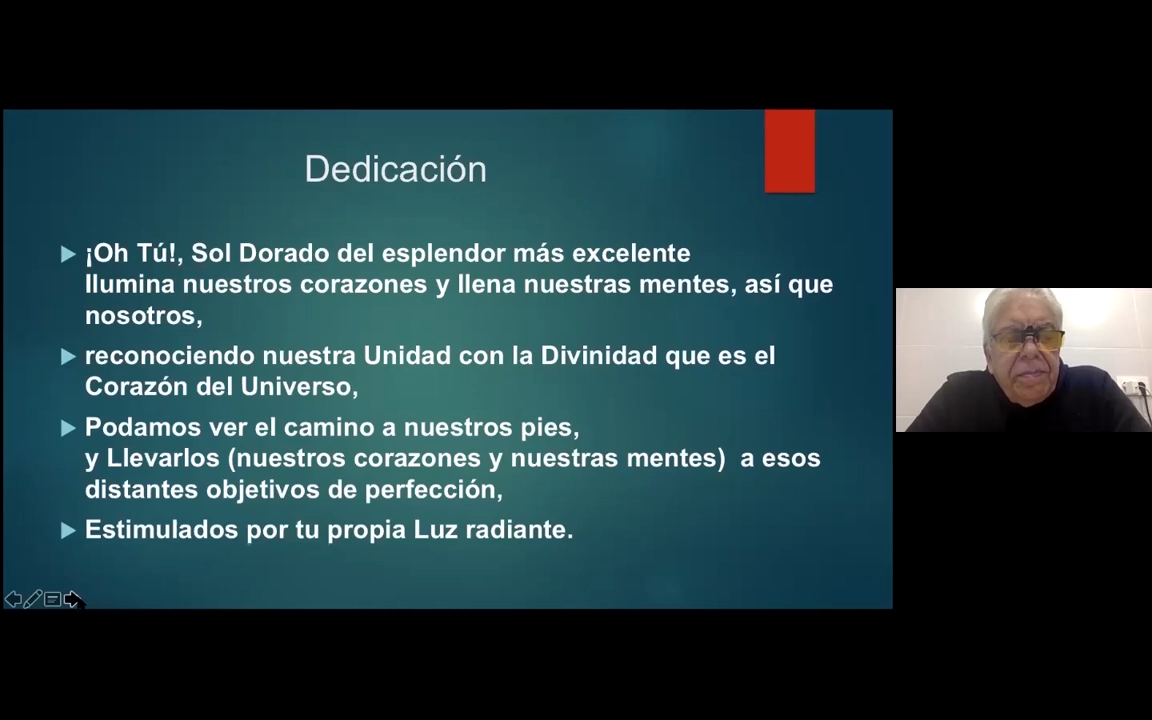 Dedicación
¡Oh Tú!, Sol Dorado del esplendor más excelente
Ilumina nuestros corazones y llena nuestras mentes, así que
nosotros,
reconociendo nuestra Unidad con la Divinidad que es el
Corazón del Universo,
Podamos ver el camino a nuestros pies,
y Llevarlos (nuestros corazones y nuestras mentes)  a esos
distantes objetivos de perfección,
Estimulados por tu propia Luz radiante.